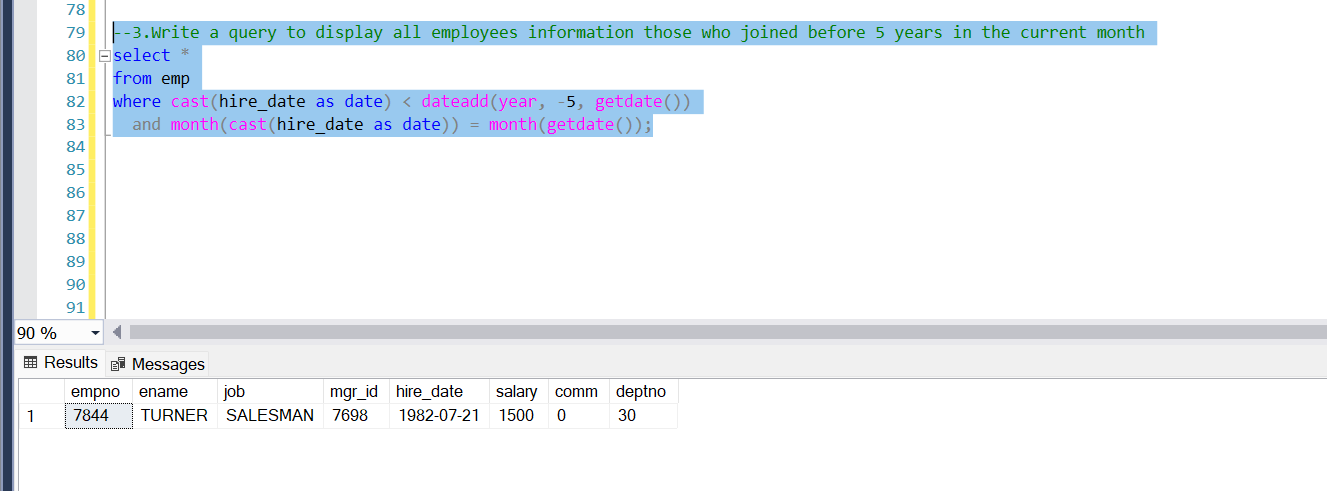 78
79 --3.Write a query to display all employees information those who joined before 5 years in the current month
80 select *
81 from emp
82 where cast(hire_date as date) < dateadd(year, -5, getdate())
83 and month(cast(hire_date as date)) = month(getdate());
84
85
86
87
88
89
90
91
90 %
Results Messages
empno ename job mgr_id hire_date salary comm deptno
1 7844 TURNER SALESMAN 7698 1982-07-21 1500 0 30